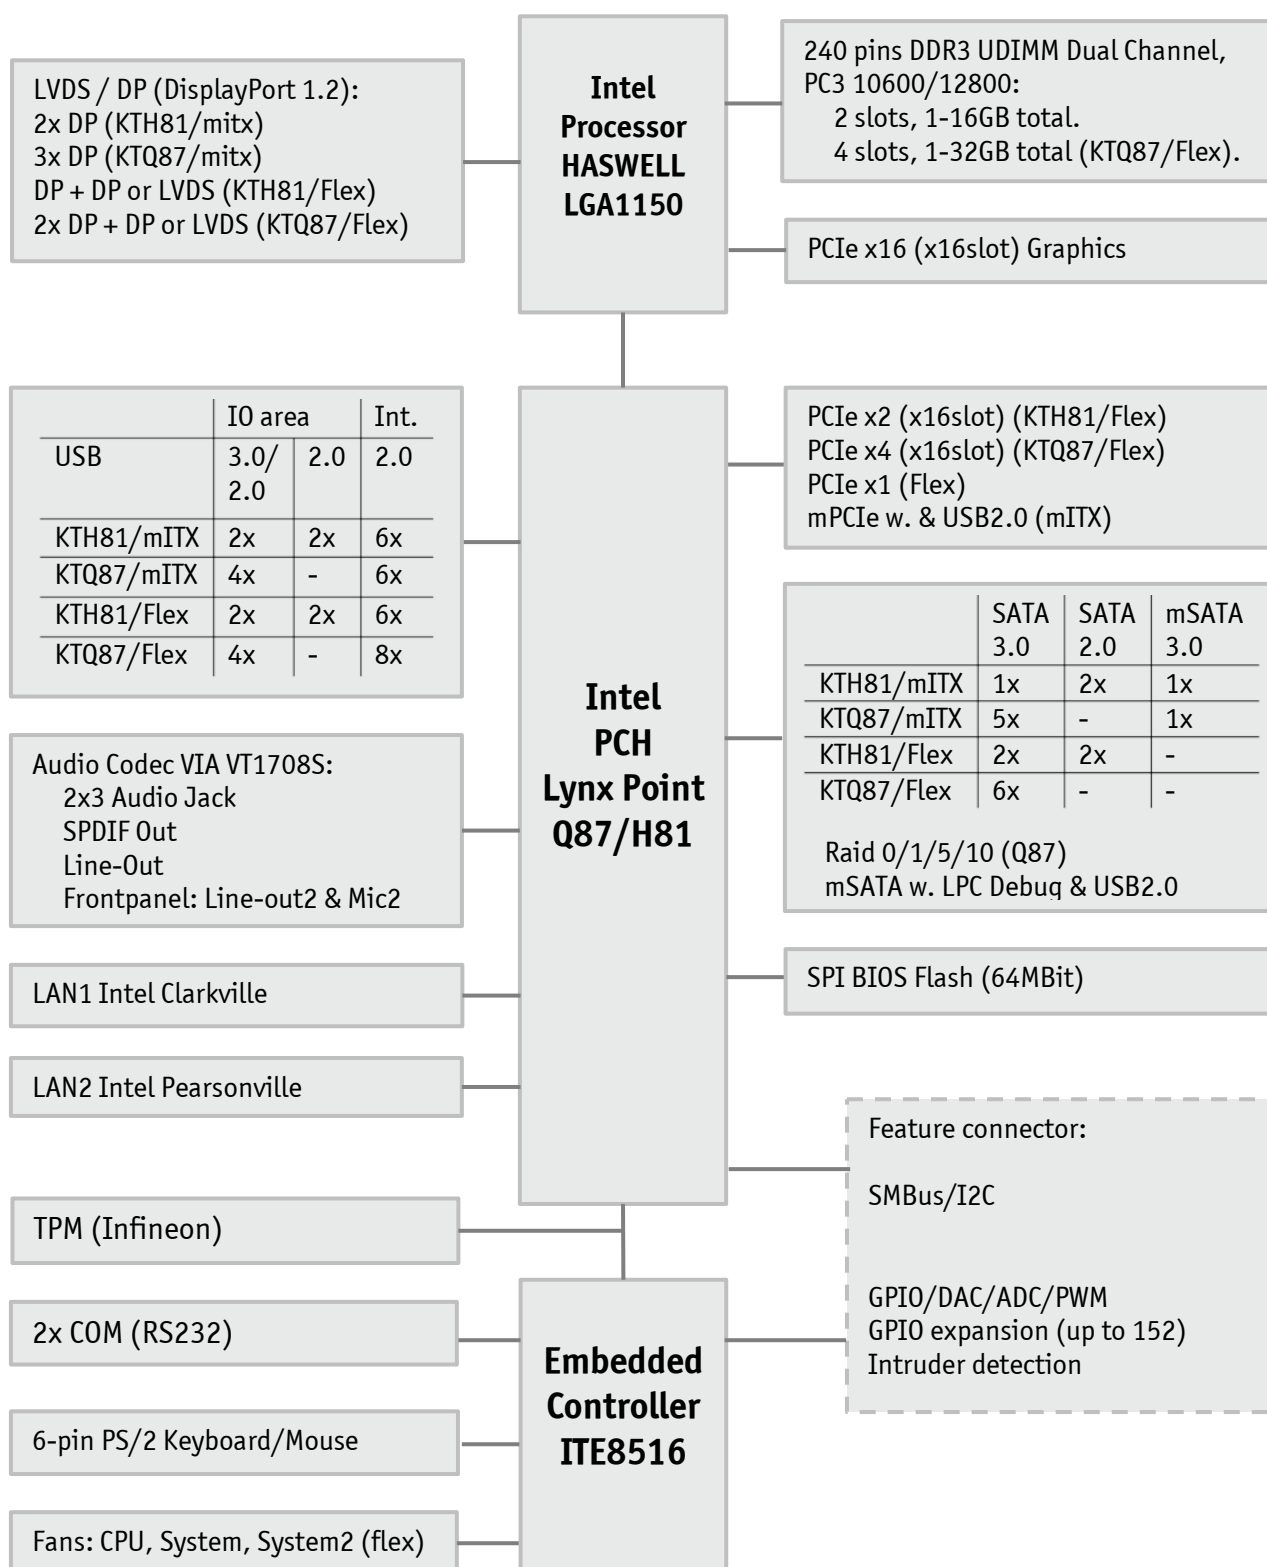 LVDS / DP (DisplayPort 1.2):
2x DP (KTH81/mitx)
3x DP (KTQ87/mitx)
DP + DP or LVDS (KTH81/Flex)
2x DP + DP or LVDS (KTQ87/Flex)
Intel
Processor
HASWELL
LGA1150
240 pins DDR3 UDIMM Dual Channel,
PC3 10600/12800:
2 slots, 1-16GB total.
4 slots, 1-32GB total (KTQ87/Flex).
PCIe x16 (x16slot) Graphics
IO area Int.
USB 3.0/ 2.0 2.0
2.0
KTH81/mITX 2x 2x 6x
KTQ87/mITX 4x - 6x
KTH81/Flex 2x 2x 6x
KTQ87/Flex 4x - 8x
PCIe x2 (x16slot) (KTH81/Flex)
PCIe x4 (x16slot) (KTQ87/Flex)
PCIe x1 (Flex)
mPCIe w. & USB2.0 (mITX)
Intel
PCH
Lynx Point
Q87/H81
SATA SATA mSATA
3.0 2.0 3.0
KTH81/mITX 1x 2x 1x
KTQ87/mITX 5x - 1x
KTH81/Flex 2x 2x -
KTQ87/Flex 6x - -
Raid 0/1/5/10 (Q87)
mSATA w. LPC Debug & USB2.0
Audio Codec VIA VT1708S:
2x3 Audio Jack
SPDIF Out
Line-Out
Frontpanel: Line-out2 & Mic2
LAN1 Intel Clarkville
SPI BIOS Flash (64MBit)
LAN2 Intel Pearsonville
Feature connector:
SMBus/I2C
GPIO/DAC/ADC/PWM
GPIO expansion (up to 152)
Intruder detection
TPM (Infineon)
2x COM (RS232)
Embedded
Controller
ITE8516
6-pin PS/2 Keyboard/Mouse
Fans: CPU, System, System2 (flex)